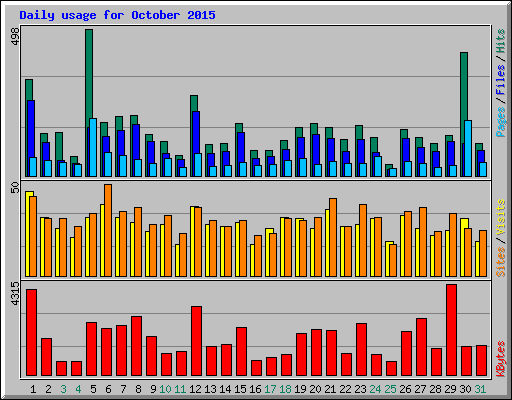 Daily usage for October 2015
498
Pages / Files / Hits
50
Sites / Visits
4315
KBytes
1 2 3 4 5 6 7 8 9 10 11 12 13 14 15 16 17 18 19 20 21 22 23 24 25 26 27 28 29 30 31